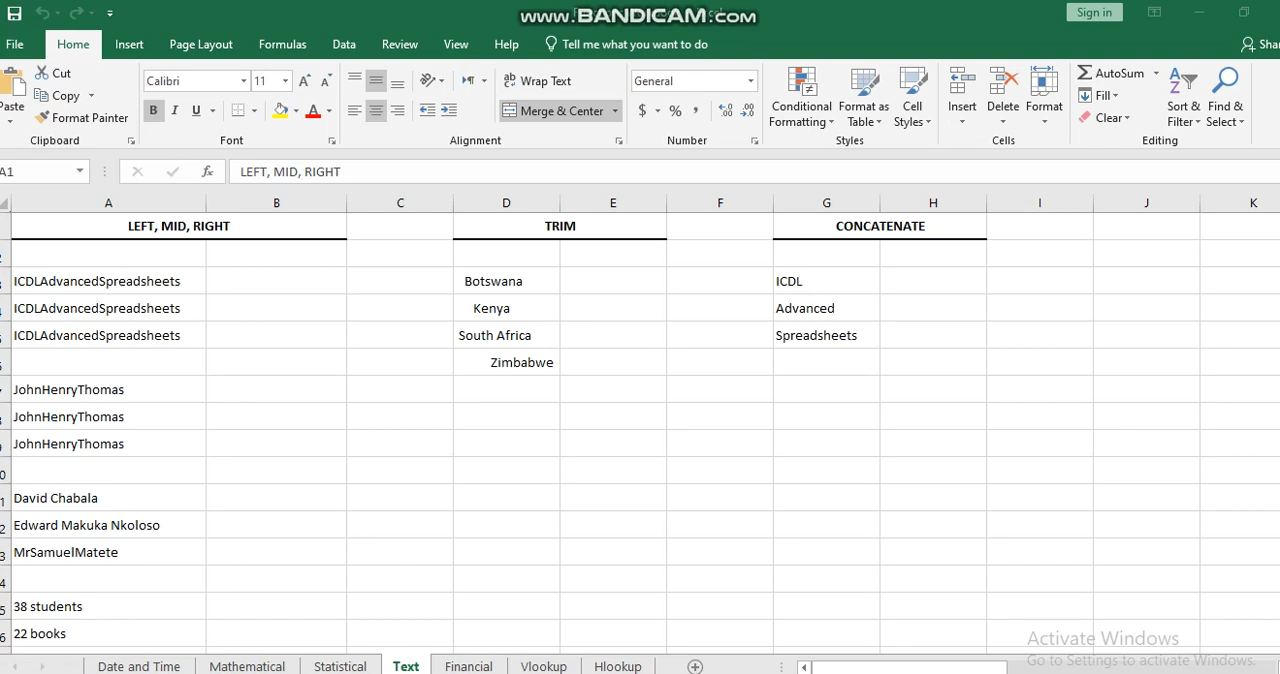 www.BANDICAM.com
Sign in
File Home Insert Page Layout Formulas Data Review View Help Tell me what you want to do
Cut
Copy
Format Painter
Clipboard
Calibri 11
B I U
Font
Wrap Text
Merge & Center
Alignment
General
$ % ,
Number
Conditional Formatting
Format as Table
Cell Styles
Styles
Insert Delete Format
Cells
AutoSum
Fill
Clear
Sort & Filter
Find & Select
Editing
A1 fx LEFT, MID, RIGHT
A B C D E F G H I J K
LEFT, MID, RIGHT TRIM CONCATENATE
ICDLAdvancedSpreadsheets Botswana ICDL
ICDLAdvancedSpreadsheets Kenya Advanced
ICDLAdvancedSpreadsheets South Africa Spreadsheets
Zimbabwe
JohnHenryThomas
JohnHenryThomas
JohnHenryThomas
David Chabala
Edward Makuka Nkoloso
MrSamuelMatete
38 students
22 books
Activate Windows
Go to Settings to activate Windows.
Date and Time Mathematical Statistical Text Financial Vlookup Hlookup